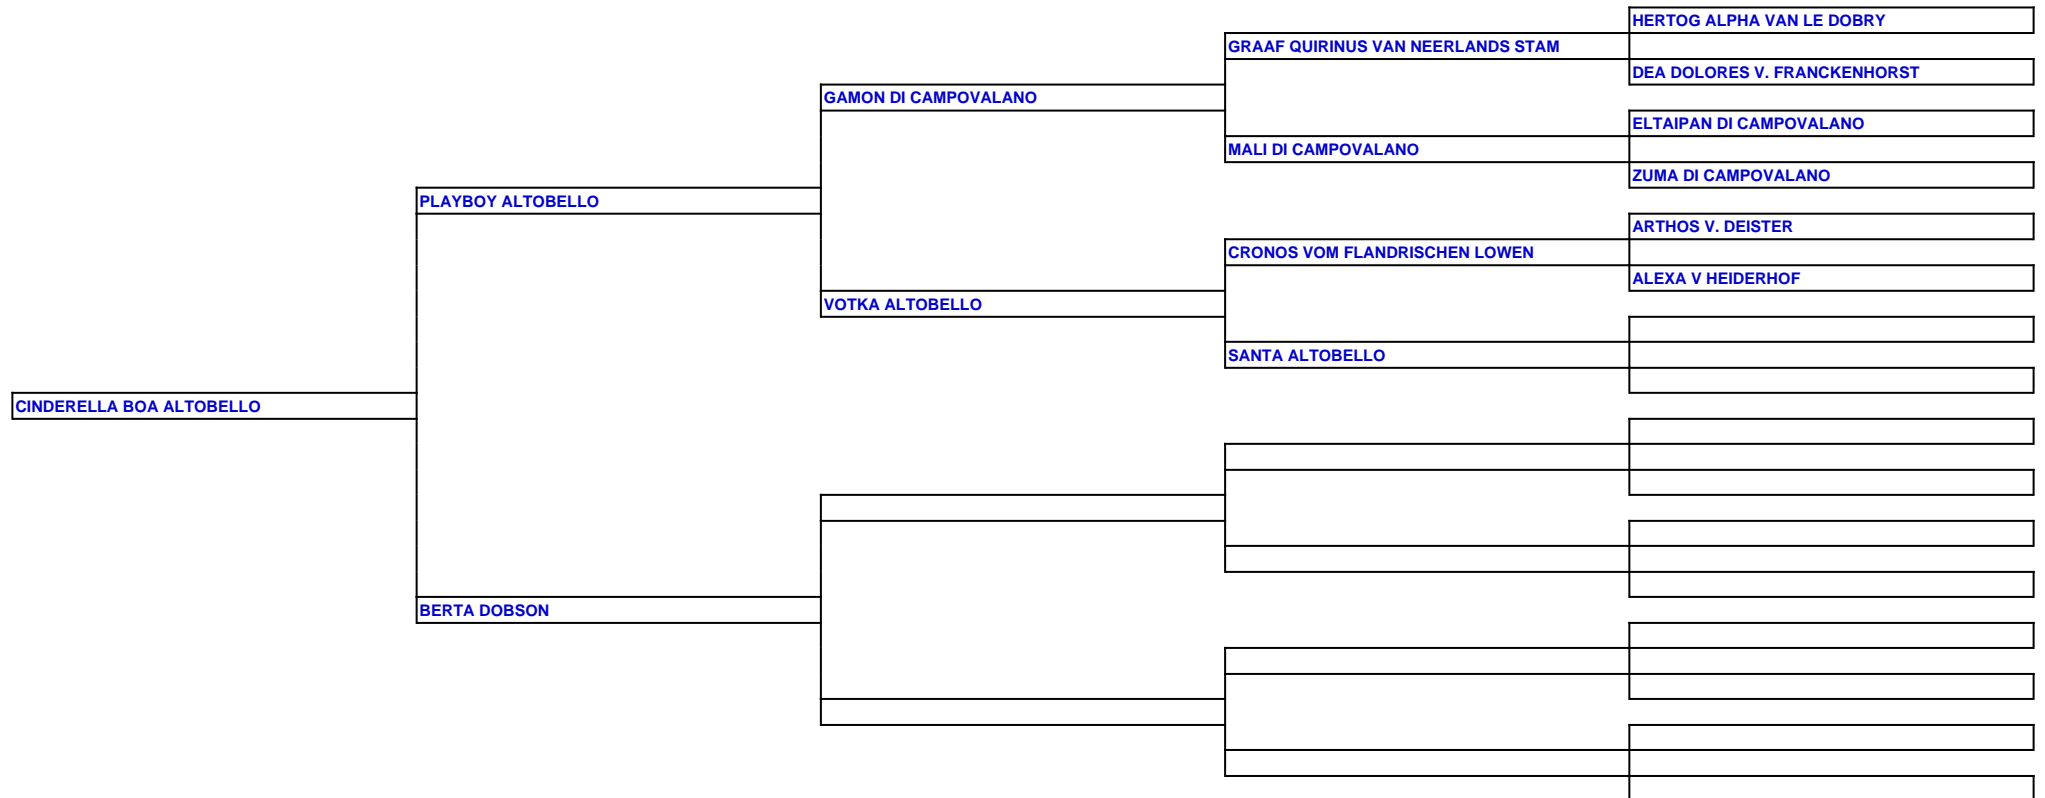 HERTOG ALPHA VAN LE DOBRY
GRAAF QUIRINUS VAN NEERLANDS STAM
DEA DOLORES V. FRANCKENHORST
GAMON DI CAMPOVALANO
ELTAIPAN DI CAMPOVALANO
MALI DI CAMPOVALANO
ZUMA DI CAMPOVALANO
PLAYBOY ALTOBELLO
ARTHOS V. DEISTER
CRONOS VOM FLANDRISCHEN LOWEN
ALEXA V HEIDERHOF
VOTKA ALTOBELLO
SANTA ALTOBELLO
CINDERELLA BOA ALTOBELLO
BERTA DOBSON